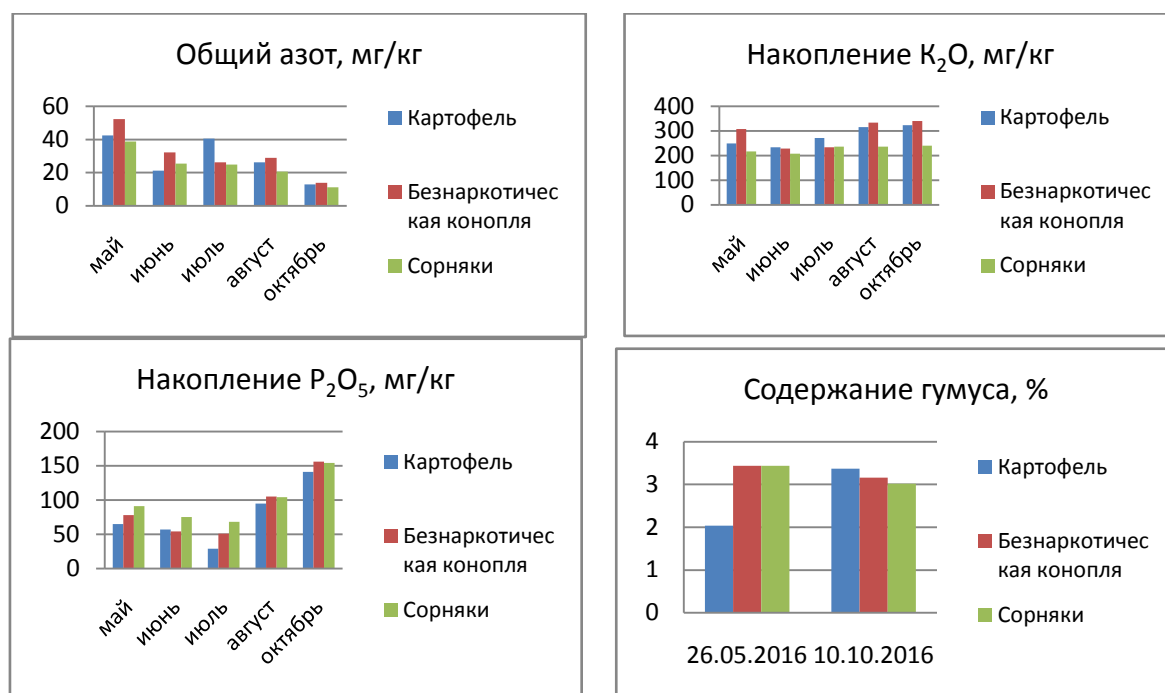 Общий азот, мг/кг
60
40
20
0
май
июнь
июль
август
октябрь
Картофель
Безнаркотичес
кая конопля
Сорняки
Накопление K₂O, мг/кг
400
300
200
100
0
май
июнь
июль
август
октябрь
Картофель
Безнаркотичес
кая конопля
Сорняки
Накопление P₂O₅, мг/кг
200
150
100
50
0
май
июнь
июль
август
октябрь
Картофель
Безнаркотичес
кая конопля
Сорняки
Содержание гумуса, %
4
3
2
1
0
26.05.2016 10.10.2016
Картофель
Безнаркотичес
кая конопля
Сорняки